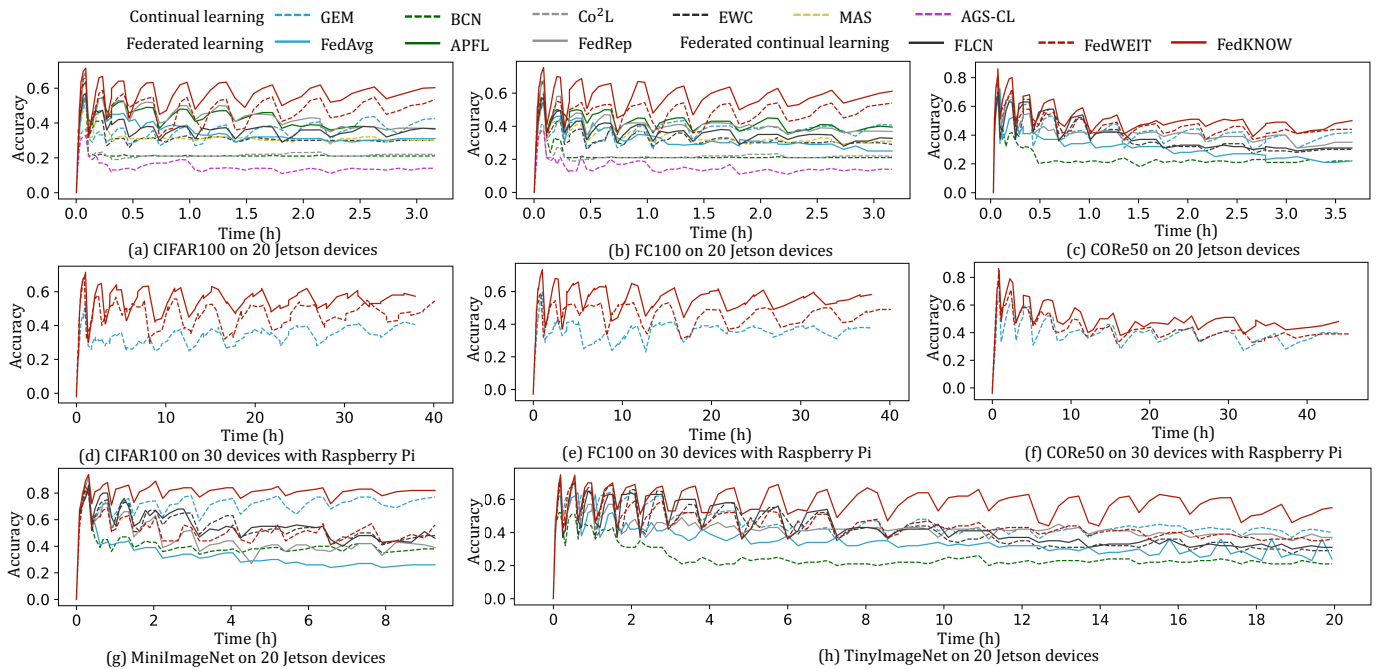 Continual learning GEM BCN Co²L EWC MAS AGS-CL
Federated learning FedAvg APFL FedRep Federated continual learning FLCN FedWEIT FedKNOW
Accuracy 0.6 0.4 0.2 0.0
0.0 0.5 1.0 1.5 2.0 2.5 3.0
Time (h)
(a) CIFAR100 on 20 Jetson devices
Accuracy 0.6 0.4 0.2 0.0
0.0 0.5 1.0 1.5 2.0 2.5 3.0
Time (h)
(b) FC100 on 20 Jetson devices
Accuracy 0.8 0.6 0.4 0.2 0.0
0.0 0.5 1.0 1.5 2.0 2.5 3.0 3.5
Time (h)
(c) CORe50 on 20 Jetson devices
Accuracy 0.6 0.4 0.2 0.0
0 10 20 30 40
Time (h)
(d) CIFAR100 on 30 devices with Raspberry Pi
Accuracy 0.6 0.4 0.2 0.0
0 10 20 30 40
Time (h)
(e) FC100 on 30 devices with Raspberry Pi
Accuracy 0.8 0.6 0.4 0.2 0.0
0 10 20 30 40
Time (h)
(f) CORe50 on 30 devices with Raspberry Pi
Accuracy 0.8 0.6 0.4 0.2 0.0
0 2 4 6 8
Time (h)
(g) MiniImageNet on 20 Jetson devices
Accuracy 0.6 0.4 0.2 0.0
0 2 4 6 8 10 12 14 16 18 20
Time (h)
(h) TinyImageNet on 20 Jetson devices